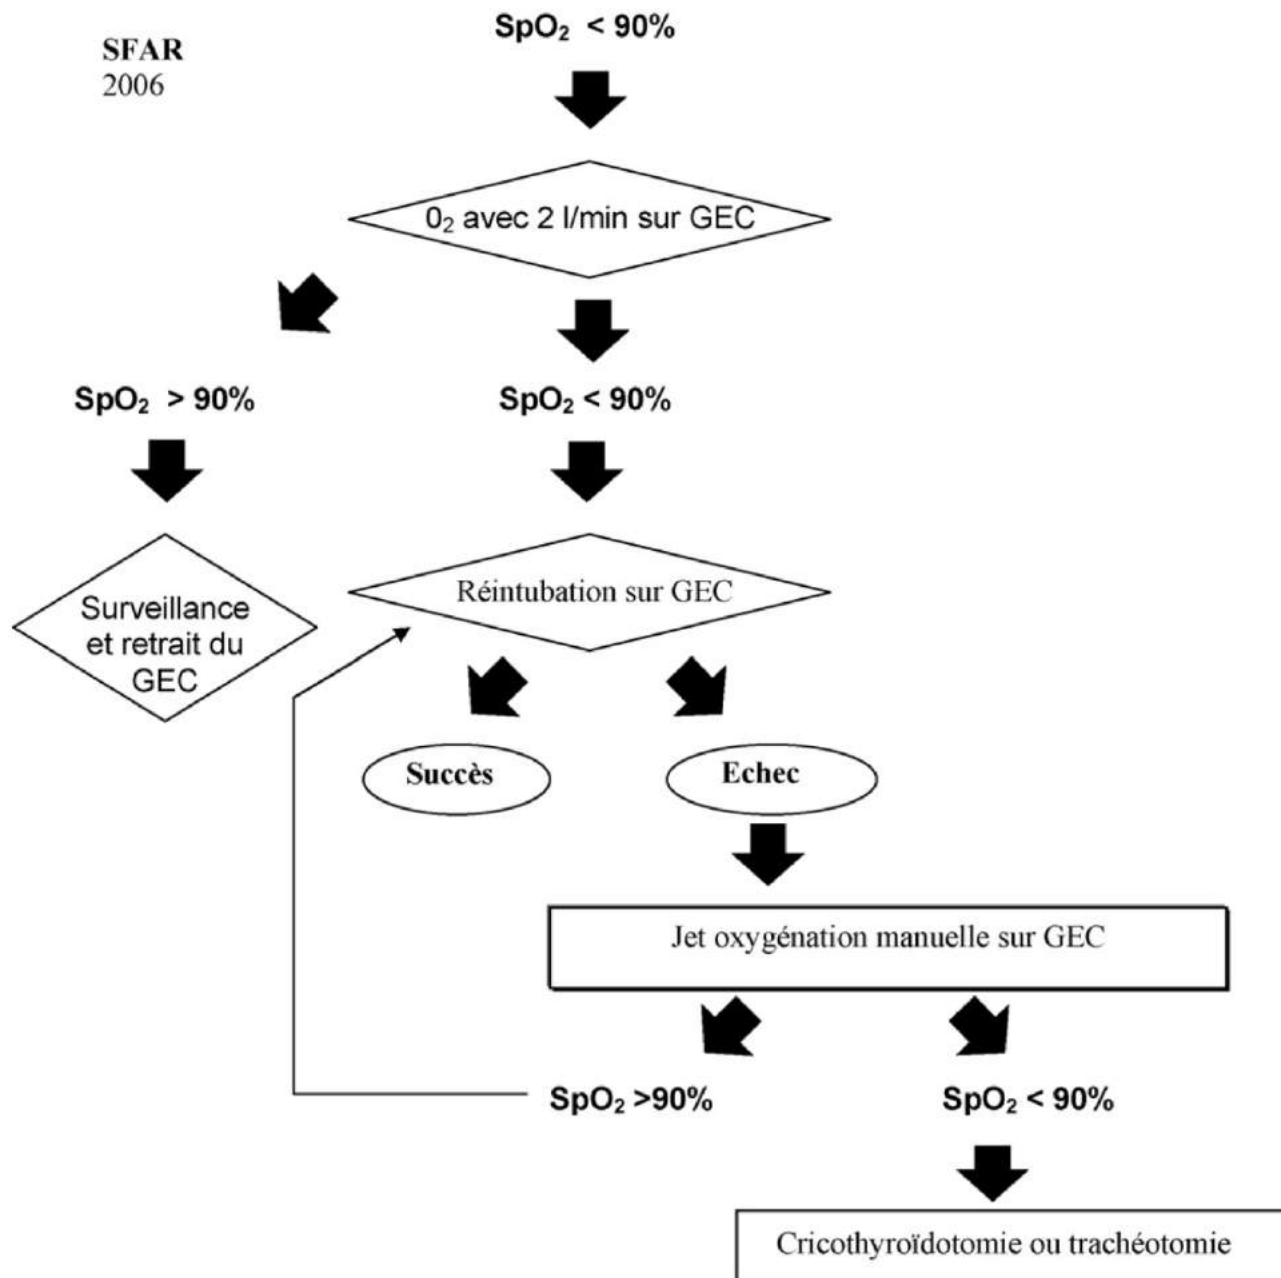 SFAR
2006
SpO₂ < 90%
0₂ avec 2 l/min sur GEC
SpO₂ > 90%
SpO₂ < 90%
Surveillance
et retrait du
GEC
Réintubation sur GEC
Succès
Echec
Jet oxygénation manuelle sur GEC
SpO₂ >90%
SpO₂ < 90%
Cricothyroïdotomie ou trachéotomie